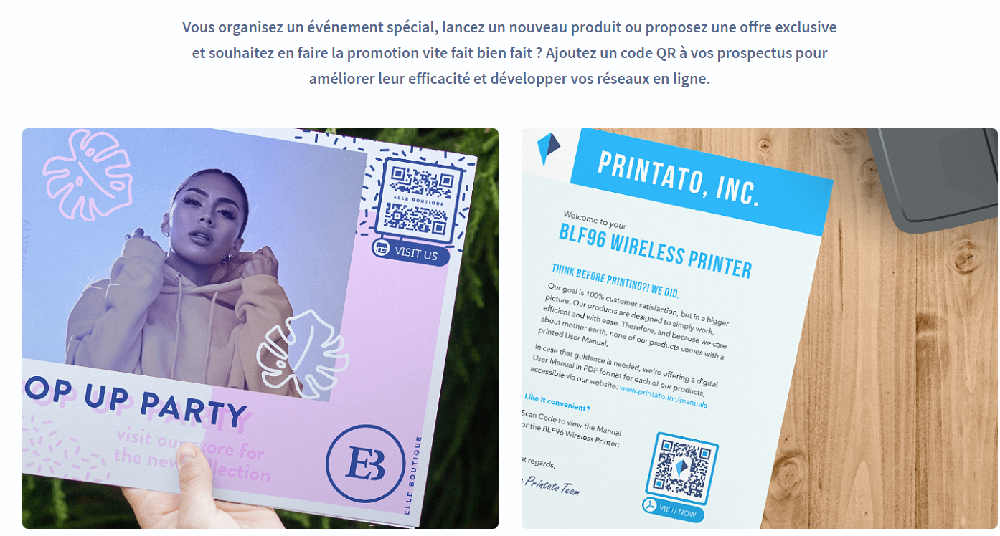 Vous organisez un événement spécial, lancez un nouveau produit ou proposez une offre exclusive
et souhaitez en faire la promotion vite fait bien fait ? Ajoutez un code QR à vos prospectus pour
améliorer leur efficacité et développer vos réseaux en ligne.
ELLE BOUTIQUE
VISIT US
OP UP PARTY
visit our store for
the new collection
EB
ELLE BOUTIQUE
PRINTATO, INC.
Welcome to your
BLF96 WIRELESS PRINTER
THINK BEFORE PRINTING?! WE DID.
Our goal is 100% customer satisfaction, but in a bigger
picture. Our products are designed to simply work,
efficient and with ease. Therefore, and because we care
about mother earth, none of our products comes with a
printed User Manual.
In case that guidance is needed, we're offering a digital
User Manual in PDF format for each of our products,
accessible via our website: www.printato.inc/manuals
Like it convenient?
Scan Code to view the Manual
or the BLF96 Wireless Printer:
st regards,
Printato Team
VIEW NOW